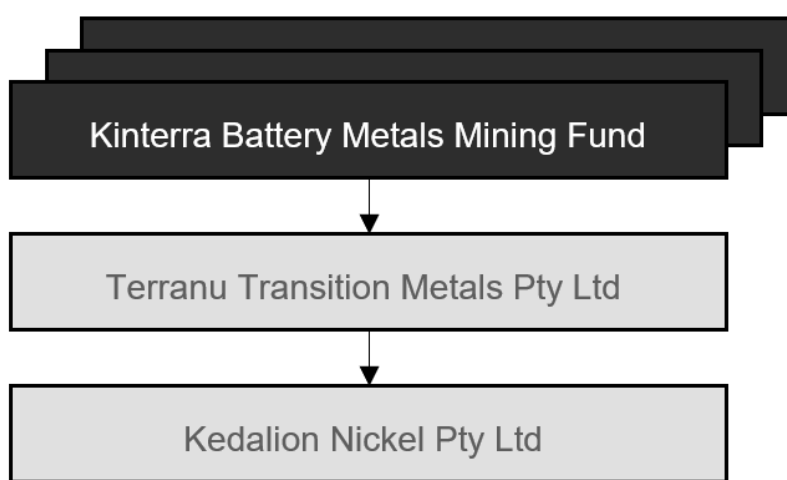 Kinterra Battery Metals Mining Fund
Terranu Transition Metals Pty Ltd
Kedalion Nickel Pty Ltd